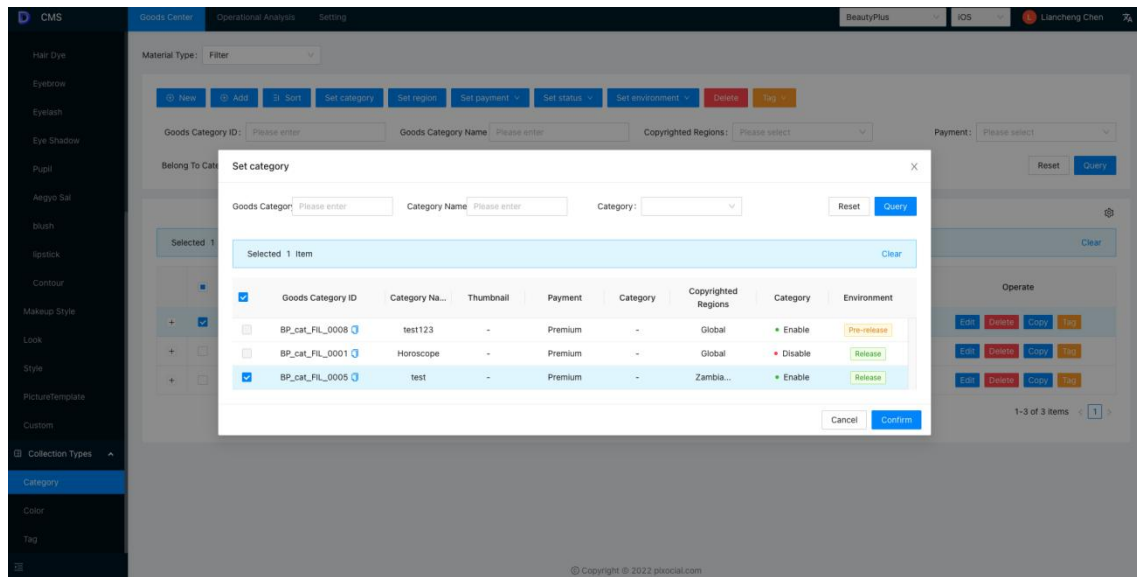 CMS
Goods Center Operational Analysis Setting BeautyPlus iOS L Liancheng Chen
Hair Dye
Eyebrow
Eyelash
Eye Shadow
Pupil
Aegyo Sal
blush
lipstick
Contour
Makeup Style
Look
Style
PictureTemplate
Custom
Collection Types
Category
Color
Tag
Material Type: Filter
New Add Sort Set category Set region Set payment Set status Set environment Delete Tag
Goods Category ID: Please enter Goods Category Name Please enter Copyrighted Regions: Please select Payment: Please select
Belong To Cate Reset Query
Selected 1 Clear
Operate
Edit Delete Copy Tag
Edit Delete Copy Tag
Edit Delete Copy Tag
1-3 of 3 items < 1 >
Set category
Goods Category Please enter Category Name Please enter Category: Reset Query
Selected 1 Item Clear
Goods Category ID Category Na... Thumbnail Payment Category Copyrighted Regions Category Environment
BP_cat_FIL_0008 test123 - Premium - Global Enable Pre-release
BP_cat_FIL_0001 Horoscope - Premium - Global Disable Release
BP_cat_FIL_0005 test - Premium - Zambia... Enable Release
Cancel Confirm
© Copyright © 2022 pixocial.com